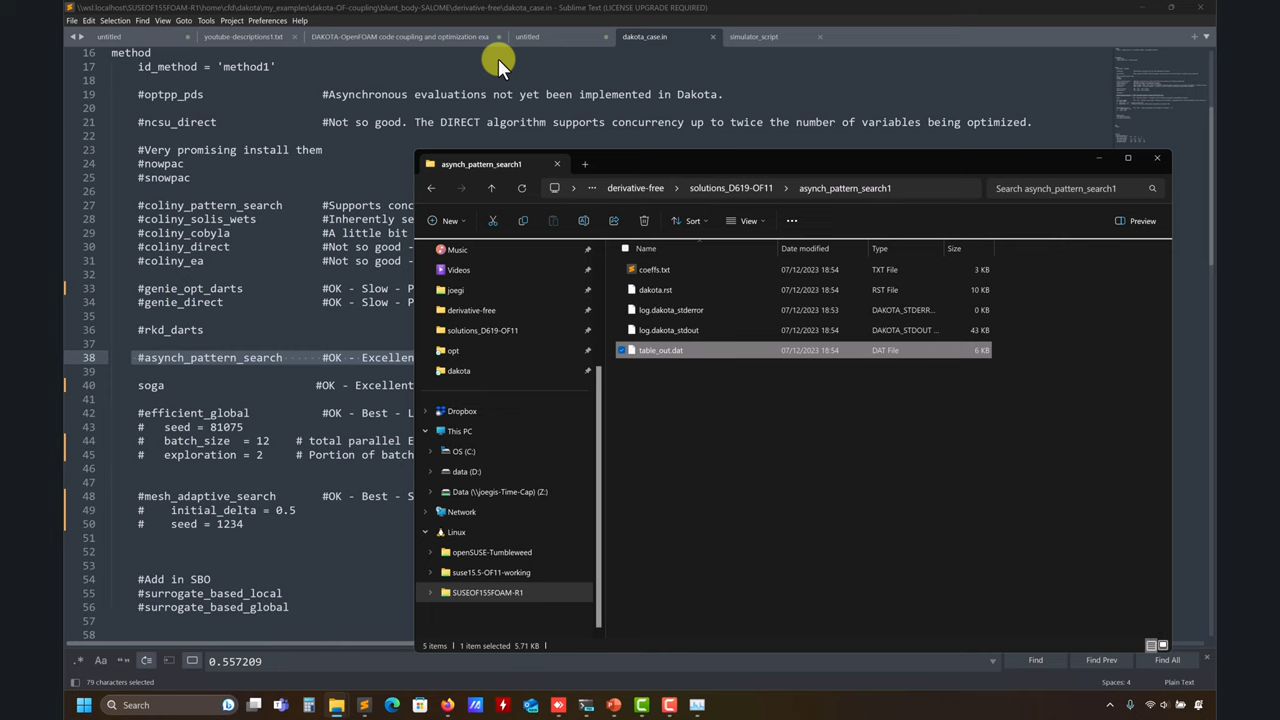 \\wsl.localhost\SUSEOF155FOAM-R1\home\cfd\dakota\my_examples\dakota-OF-coupling\blunt_body-SALOME\derivative-free\dakota_case.in - Sublime Text (LICENSE UPGRADE REQUIRED)
File Edit Selection Find View Goto Tools Project Preferences Help
untitled youtube-descriptions1.txt DAKOTA-OpenFOAM code coupling and optimization exa untitled dakota_case.in simulator_script
16 method
17 id_method = 'method1'
18
19 #optpp_pds #Asynchronous evaluations not yet been implemented in Dakota.
20
21 #ncsu_direct #Not so good. The DIRECT algorithm supports concurrency up to twice the number of variables being optimized.
22
23 #Very promising install them
24 #nowpac
25 #snowpac
26
27 #coliny_pattern_search #Supports conc
28 #coliny_solis_wets #Inherently se
29 #coliny_cobyla #A little bit
30 #coliny_direct #Not so good -
31 #coliny_ea #Not so good -
32
33 #genie_opt_darts #OK - Slow - P
34 #genie_direct #OK - Slow - P
35
36 #rkd_darts
37
38 #asynch_pattern_search #OK - Excellen
39
40 soga #OK - Excellent
41
42 #efficient_global #OK - Best - L
43 # seed = 81075
44 # batch_size = 12 # total parallel E
45 # exploration = 2 # Portion of batc
46
47
48 #mesh_adaptive_search #OK - Best - S
49 # initial_delta = 0.5
50 # seed = 1234
51
52
53
54 #Add in SBO
55 #surrogate_based_local
56 #surrogate_based_global
57
58
asynch_pattern_search1
derivative-free solutions_D619-OF11 asynch_pattern_search1 Search asynch_pattern_search1
New Sort View Preview
Music
Videos
joegi
derivative-free
solutions_D619-OF11
opt
dakota
Dropbox
This PC
OS (C:)
data (D:)
Data (\\joegis-Time-Cap) (Z:)
Network
Linux
openSUSE-Tumbleweed
suse15.5-OF11-working
SUSEOF155FOAM-R1
Name Date modified Type Size
coeffs.txt 07/12/2023 18:54 TXT File 3 KB
dakota.rst 07/12/2023 18:54 RST File 10 KB
log.dakota_stderror 07/12/2023 18:53 DAKOTA_STDERR... 0 KB
log.dakota_stdout 07/12/2023 18:54 DAKOTA_STDOUT ... 43 KB
table_out.dat 07/12/2023 18:54 DAT File 6 KB
5 items 1 item selected 5.71 KB
.* Aa 0.557209 Find Find Prev Find All
79 characters selected Spaces: 4 Plain Text
Search